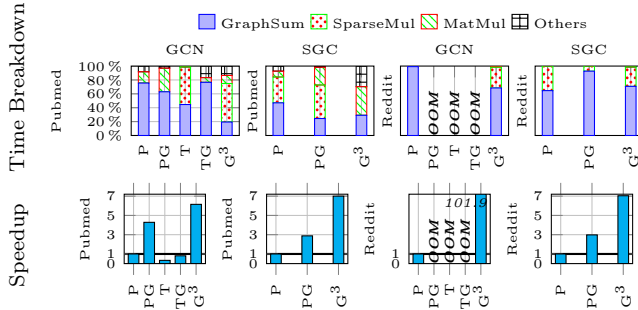 GraphSum SparseMul MatMul Others
GCN SGC GCN SGC
Time Breakdown
Pubmed
100 %
80 %
60 %
40 %
20 %
0 %
P PG T TG G³
Pubmed
P PG G³
Reddit
OOM OOM OOM
P PG T TG G³
Reddit
P PG G³
Speedup
Pubmed
7
5
3
1
0
P PG T TG G³
Pubmed
7
5
3
1
0
P PG G³
Reddit
1
0
OOM OOM OOM
101.9
P PG T TG G³
Reddit
7
5
3
1
0
P PG G³